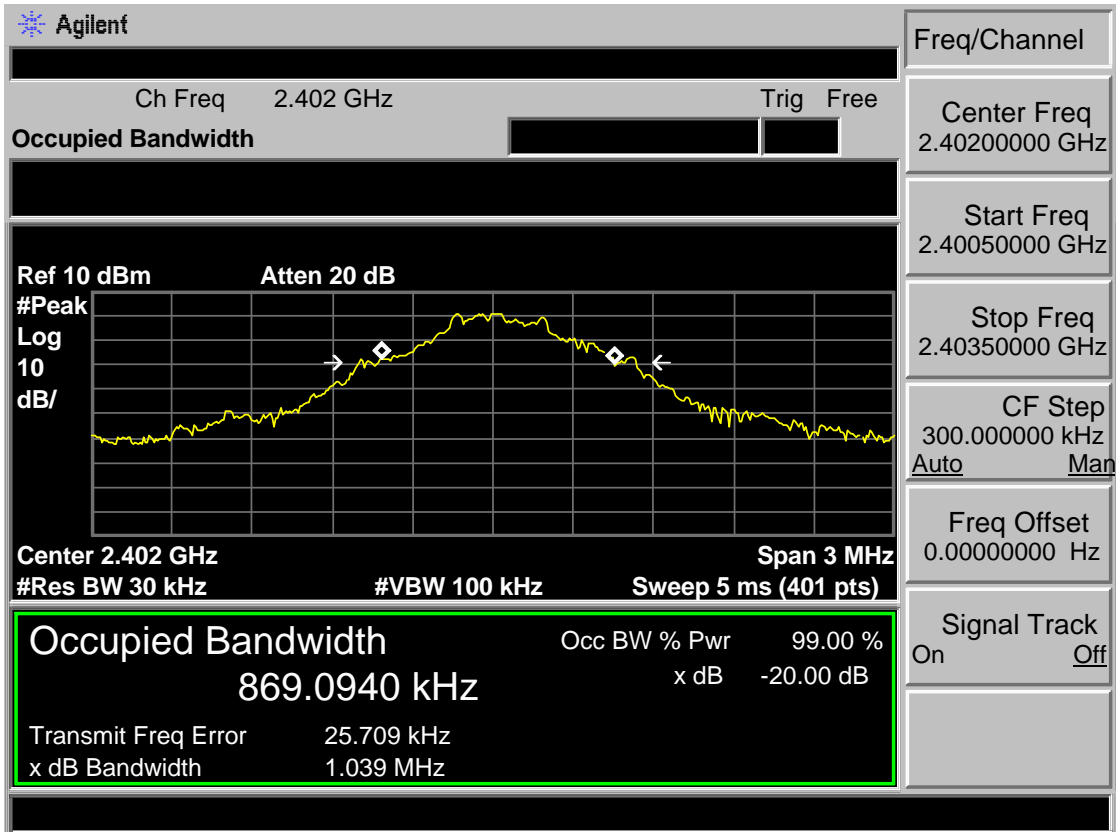 Agilent
Freq/Channel
Ch Freq 2.402 GHz Trig Free
Occupied Bandwidth
Center Freq
2.40200000 GHz
Start Freq
2.40050000 GHz
Stop Freq
2.40350000 GHz
CF Step
300.000000 kHz
Auto Man
Freq Offset
0.00000000 Hz
Signal Track
On Off
Ref 10 dBm Atten 20 dB
#Peak
Log
10
dB/
Center 2.402 GHz Span 3 MHz
#Res BW 30 kHz #VBW 100 kHz Sweep 5 ms (401 pts)
Occupied Bandwidth
869.0940 kHz
Occ BW % Pwr 99.00 %
x dB -20.00 dB
Transmit Freq Error 25.709 kHz
x dB Bandwidth 1.039 MHz